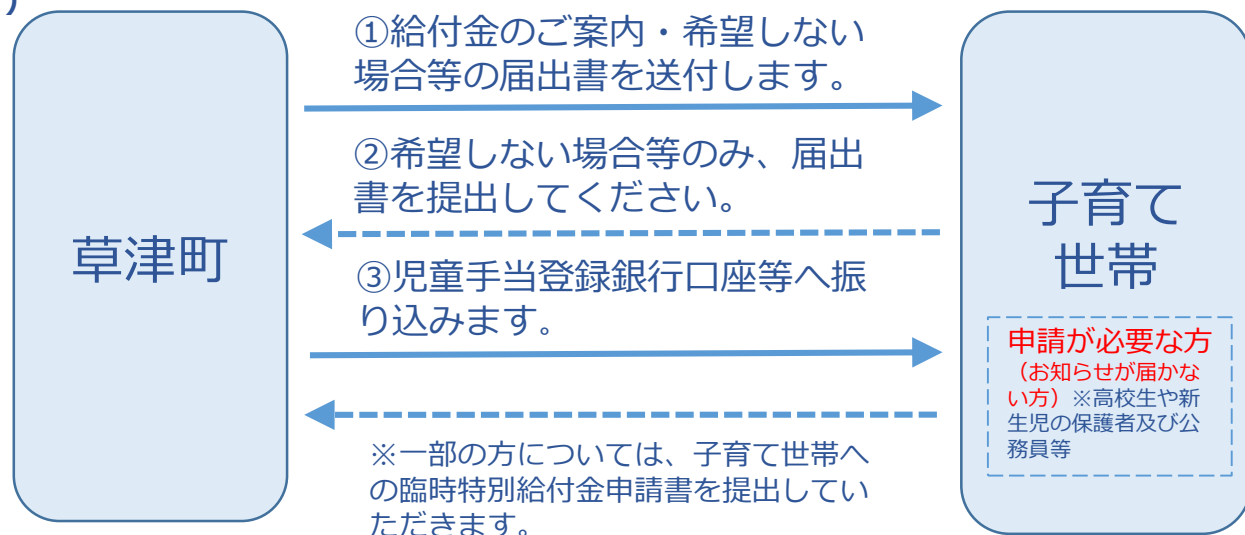 )
草津町
①給付金のご案内・希望しない
場合等の届出書を送付します。
②希望しない場合等のみ、届出
書を提出してください。
③児童手当登録銀行口座等へ振
り込みます。
※一部の方については、子育て世帯へ
の臨時特別給付金申請書を提出してい
ただきます。
子育て
世帯
申請が必要な方
（お知らせが届かな
い方）※高校生や新
生児の保護者及び公
務員等